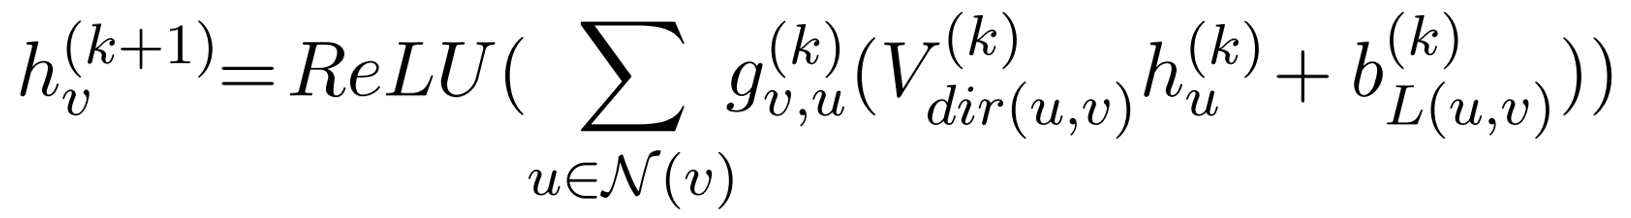 h_v^{(k+1)} = ReLU( \sum_{u \in \mathcal{N}(v)} g_{v,u}^{(k)} (V_{dir(u,v)}^{(k)} h_u^{(k)} + b_{L(u,v)}^{(k)}))